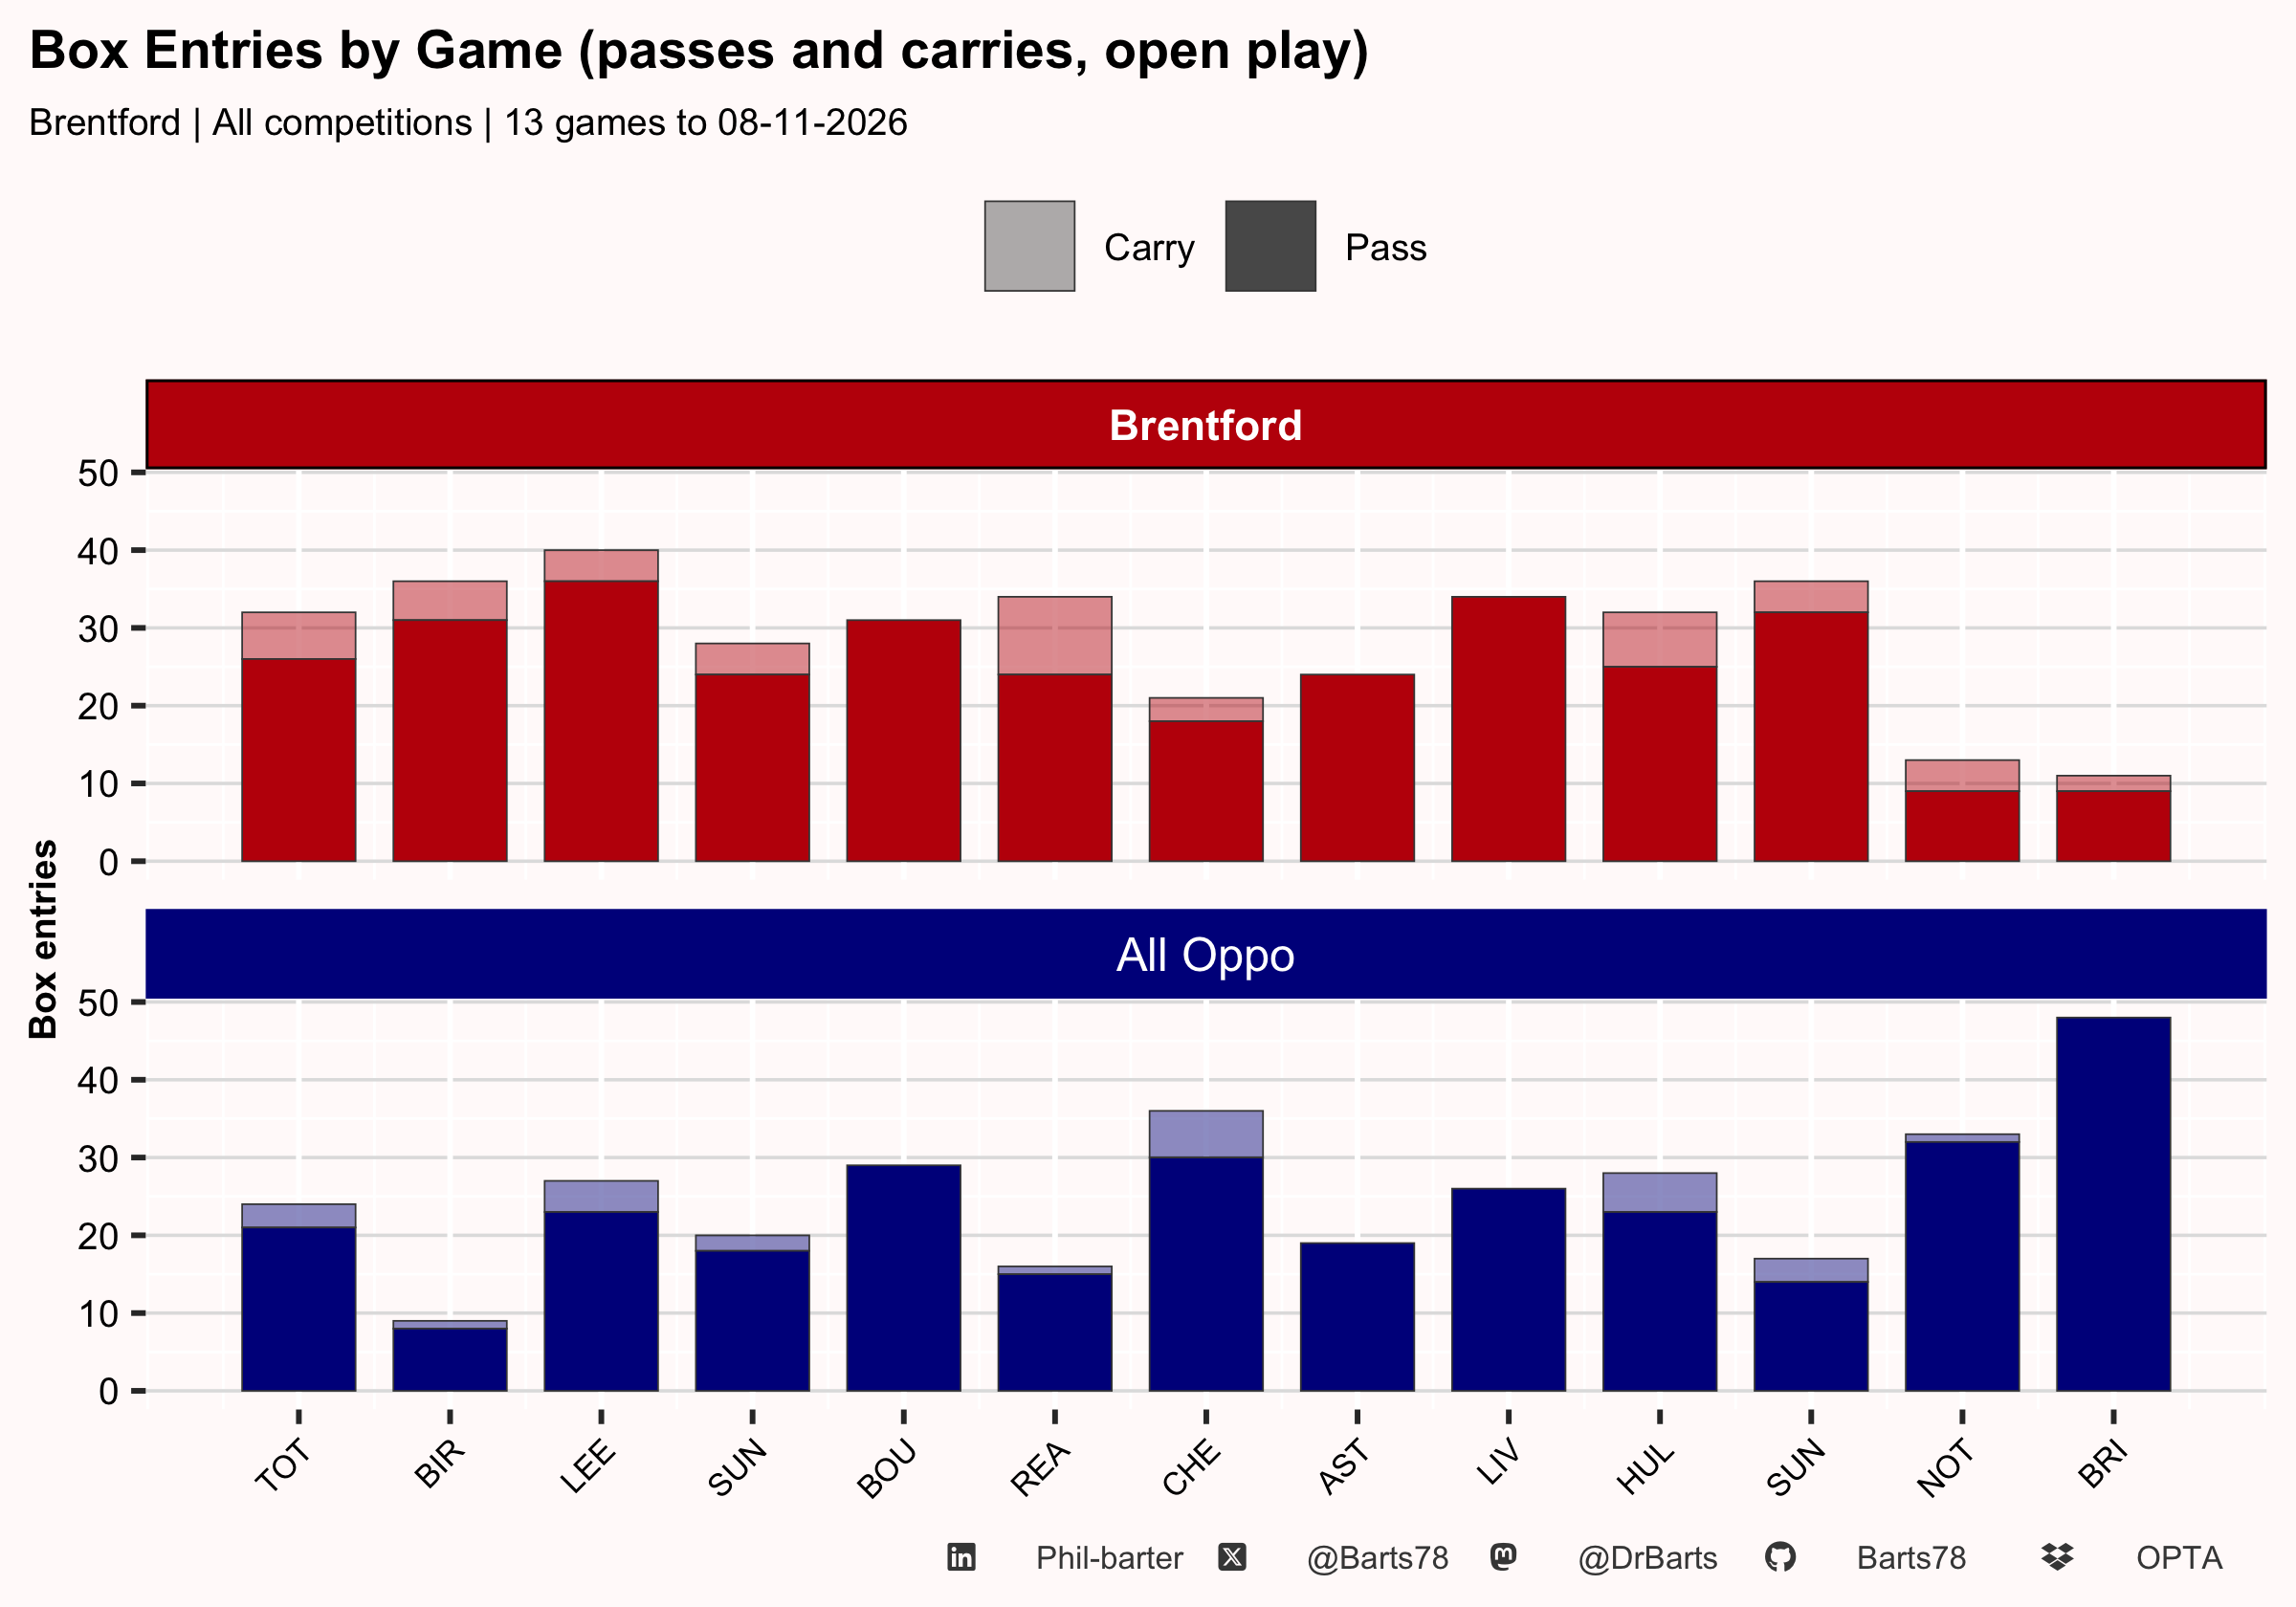 Box Entries by Game (passes and carries, open play)
Brentford | All competitions | 13 games to 08-11-2026
Carry Pass
Brentford
50
40
30
20
10
0
Box entries
All Oppo
50
40
30
20
10
0
TOT BIR LEE SUN BOU REA CHE AST LIV HUL SUN NOT BRI
Phil-barter @Barts78 @DrBarts Barts78 OPTA